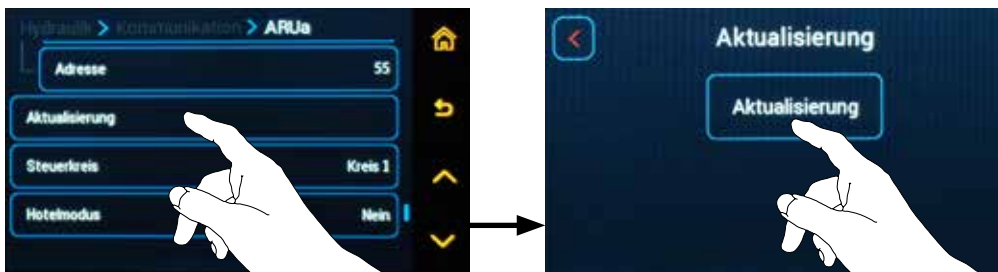 Hydraulik > Kommunikation > ARUa
Adresse 55
Aktualisierung
Steuerkreis Kreis 1
Hotelmodus Nein
Aktualisierung
Aktualisierung